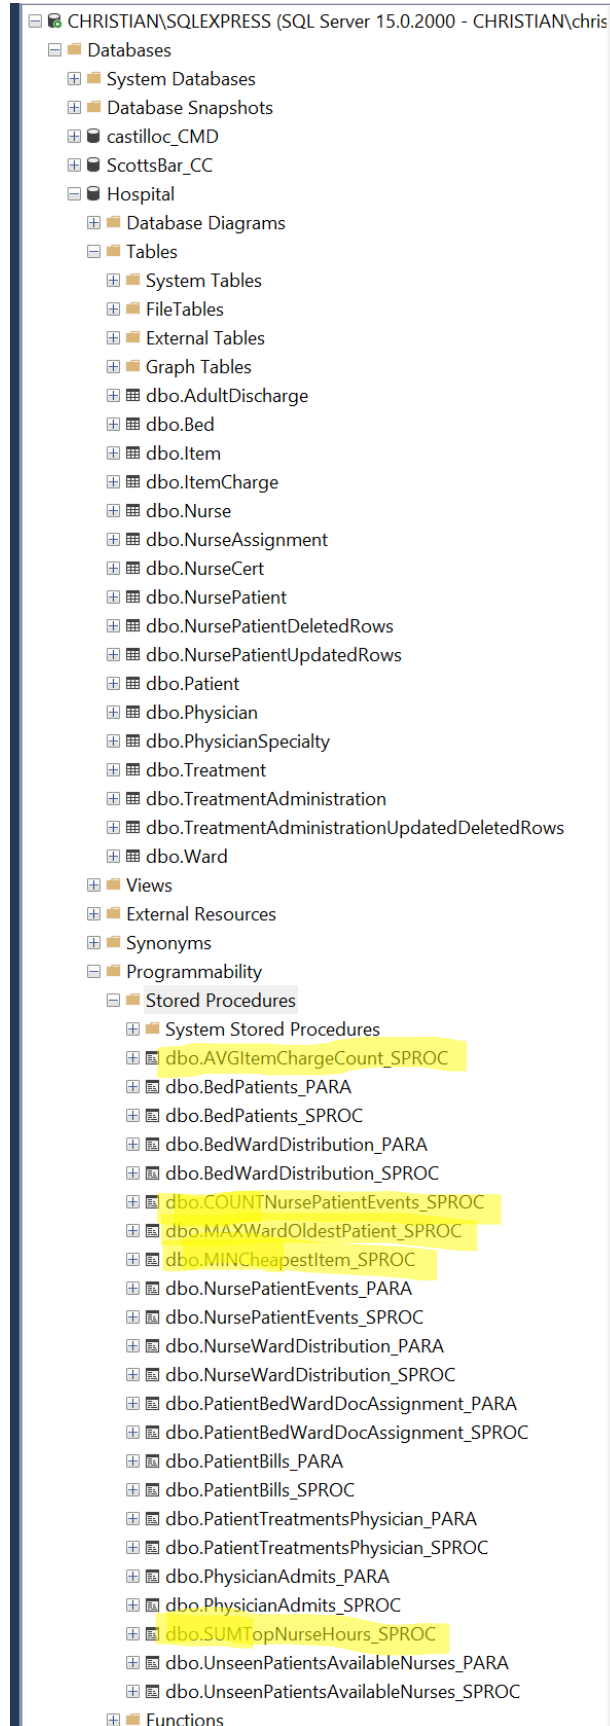 CHRISTIAN\SQLEXPRESS (SQL Server 15.0.2000 - CHRISTIAN\chris
Databases
System Databases
Database Snapshots
castilloc_CMD
ScottsBar_CC
Hospital
Database Diagrams
Tables
System Tables
FileTables
External Tables
Graph Tables
dbo.AdultDischarge
dbo.Bed
dbo.Item
dbo.ItemCharge
dbo.Nurse
dbo.NurseAssignment
dbo.NurseCert
dbo.NursePatient
dbo.NursePatientDeletedRows
dbo.NursePatientUpdatedRows
dbo.Patient
dbo.Physician
dbo.PhysicianSpecialty
dbo.Treatment
dbo.TreatmentAdministration
dbo.TreatmentAdministrationUpdatedDeletedRows
dbo.Ward
Views
External Resources
Synonyms
Programmability
Stored Procedures
System Stored Procedures
dbo.AVGItemChargeCount_SPROC
dbo.BedPatients_PARA
dbo.BedPatients_SPROC
dbo.BedWardDistribution_PARA
dbo.BedWardDistribution_SPROC
dbo.COUNTNursePatientEvents_SPROC
dbo.MAXWardOldestPatient_SPROC
dbo.MINCheapestItem_SPROC
dbo.NursePatientEvents_PARA
dbo.NursePatientEvents_SPROC
dbo.NurseWardDistribution_PARA
dbo.NurseWardDistribution_SPROC
dbo.PatientBedWardDocAssignment_PARA
dbo.PatientBedWardDocAssignment_SPROC
dbo.PatientBills_PARA
dbo.PatientBills_SPROC
dbo.PatientTreatmentsPhysician_PARA
dbo.PatientTreatmentsPhysician_SPROC
dbo.PhysicianAdmits_PARA
dbo.PhysicianAdmits_SPROC
dbo.SUMTopNurseHours_SPROC
dbo.UnseenPatientsAvailableNurses_PARA
dbo.UnseenPatientsAvailableNurses_SPROC
Functions